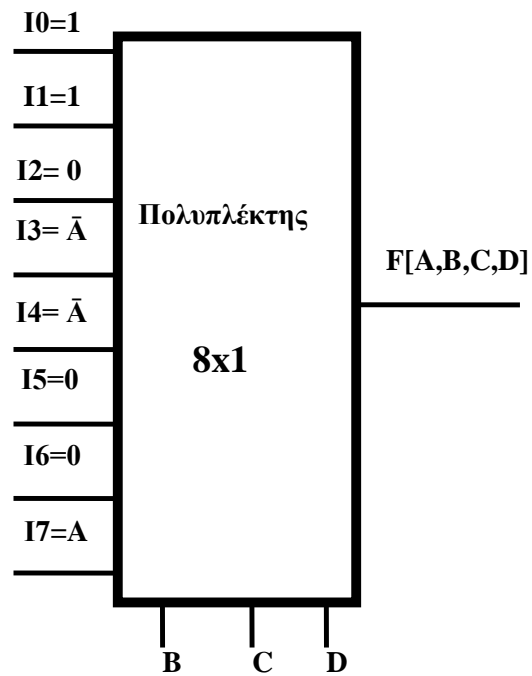 I0=1
I1=1
I2= 0
Πολυπλέκτης
I3= Ā
F[A,B,C,D]
I4= Ā
8x1
I5=0
I6=0
I7=A
B C D